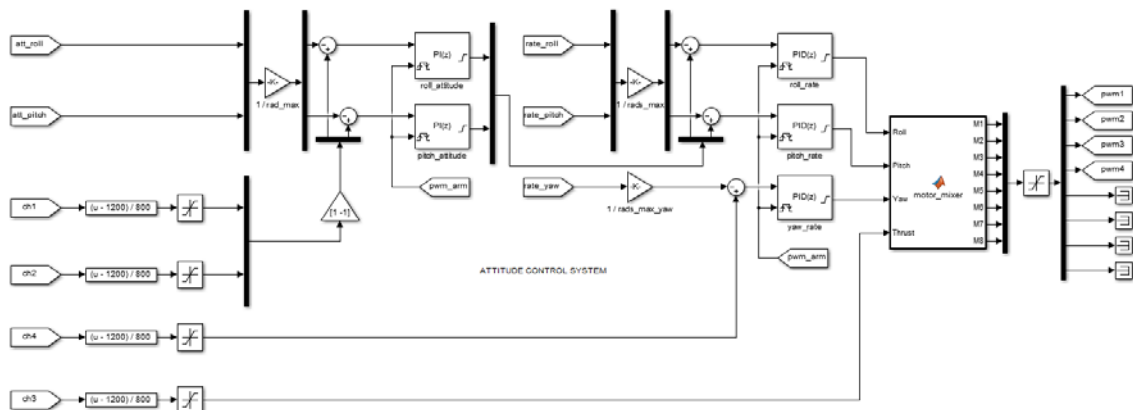 att_roll
att_pitch
-K-
1 / rad_max
PI(z)
roll_attitude
PI(z)
pitch_attitude
pwm_arm
[1 -1]
ch1
(u - 1200) / 800
ch2
(u - 1200) / 800
ch4
(u - 1200) / 800
ch3
(u - 1200) / 800
ATTITUDE CONTROL SYSTEM
rate_roll
rate_pitch
-K-
1 / rads_max
rate_yaw
-K-
1 / rads_max_yaw
PID(z)
roll_rate
PID(z)
pitch_rate
PID(z)
yaw_rate
pwm_arm
Roll
Pitch
Yaw
Thrust
motor_mixer
M1
M2
M3
M4
M5
M6
M7
M8
pwm1
pwm2
pwm3
pwm4